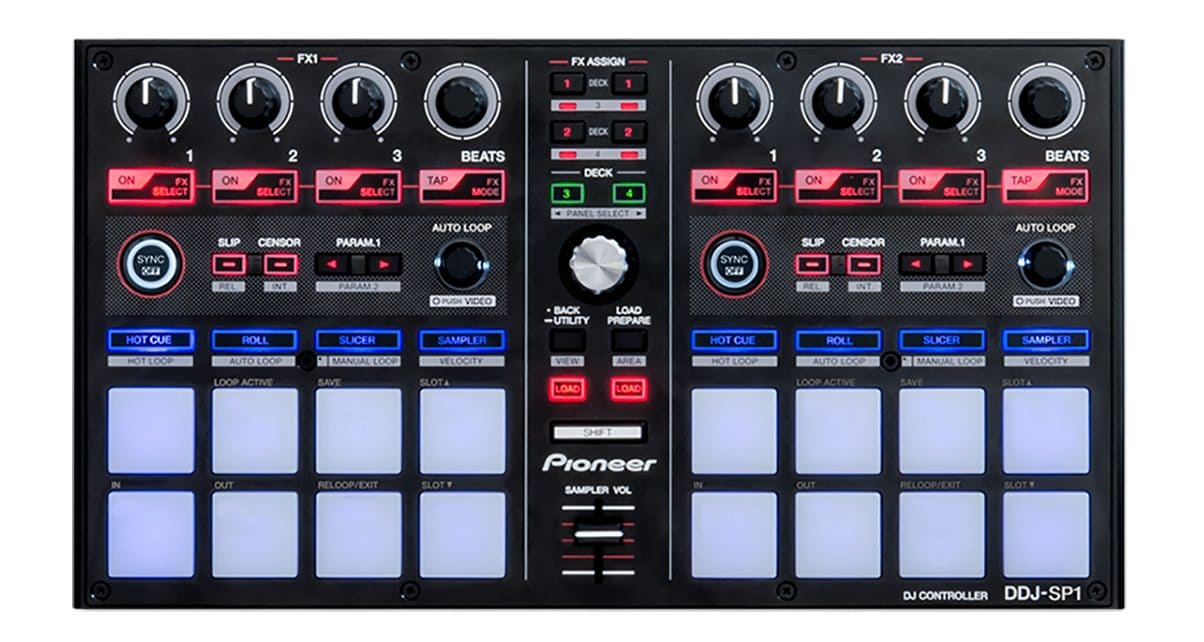 FX1
1 2 3 BEATS
ON FX SELECT ON FX SELECT ON FX SELECT TAP FX MODE
AUTO LOOP
SLIP CENSOR PARAM.1
SYNC
OFF
REL. INT. PARAM.2
PUSH VIDEO
HOT CUE ROLL SLICER SAMPLER
HOT LOOP AUTO LOOP MANUAL LOOP VELOCITY
LOOP ACTIVE SAVE SLOT▲
IN OUT RELOOP/EXIT SLOT▼
FX ASSIGN
1 DECK 1
3
2 DECK 2
4
DECK
3 4
◄ PANEL SELECT ►
• BACK
— UTILITY
LOAD
PREPARE
VIEW AREA
LOAD LOAD
SHIFT
Pioneer
SAMPLER VOL
FX2
1 2 3 BEATS
ON FX SELECT ON FX SELECT ON FX SELECT TAP FX MODE
AUTO LOOP
SLIP CENSOR PARAM.1
SYNC
OFF
REL. INT. PARAM.2
PUSH VIDEO
HOT CUE ROLL SLICER SAMPLER
HOT LOOP AUTO LOOP MANUAL LOOP VELOCITY
LOOP ACTIVE SAVE SLOT▲
IN OUT RELOOP/EXIT SLOT▼
DJ CONTROLLER DDJ-SP1